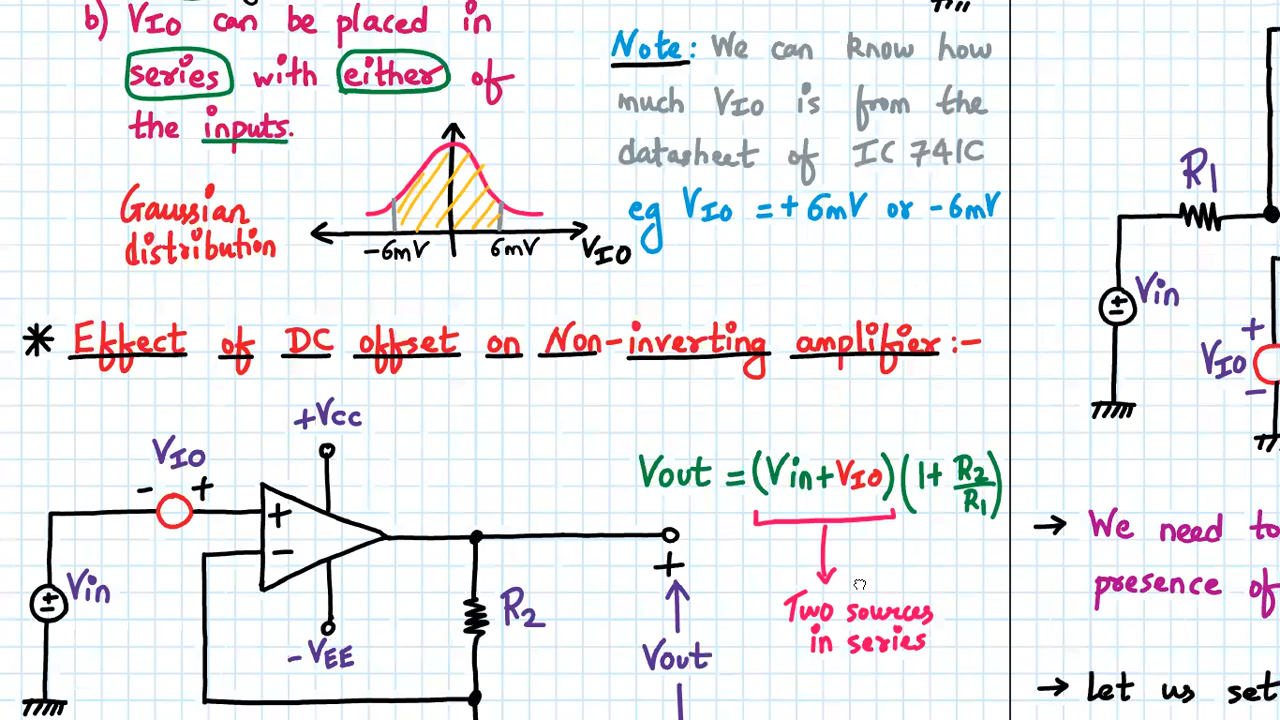 b) VIO can be placed in
series with either of
the inputs.
Gaussian
distribution
-6mV 6mV VIO
Note: We can know how
much VIO is from the
datasheet of IC 741C
eg VIO = + 6mV or -6mV
* Effect of DC offset on Non-inverting amplifier :-
+VCC
VIO
- +
+
-
Vin
-VEE
R2
+
Vout
Vout = (Vin+VIO)(1+ R2/R1)
Two sources
in series
R1
Vin
+
VIO
-
→ We need to
presence of
→ Let us set